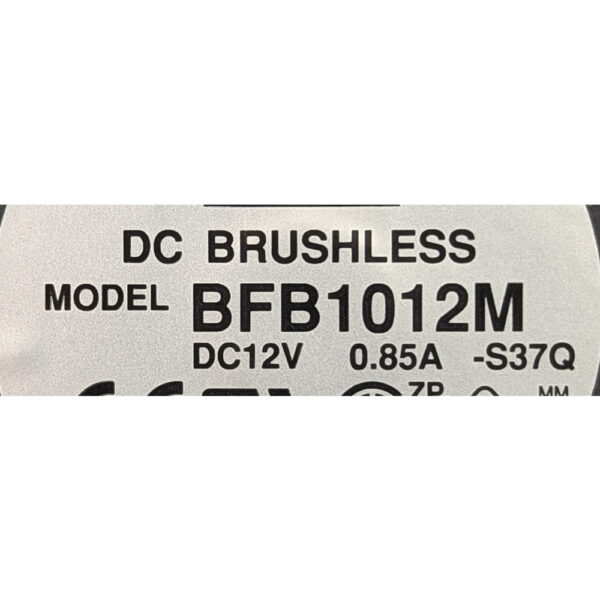 DC BRUSHLESS
MODEL BFB1012M
DC12V 0.85A -S37Q